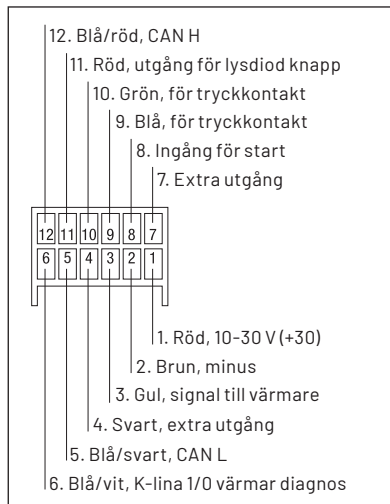 12. Blå/röd, CAN H
11. Röd, utgång för lysdiod knapp
10. Grön, för tryckkontakt
9. Blå, för tryckkontakt
8. Ingång för start
7. Extra utgång
12 11 10 9 8 7
6 5 4 3 2 1
1. Röd, 10-30 V (+30)
2. Brun, minus
3. Gul, signal till värmare
4. Svart, extra utgång
5. Blå/svart, CAN L
6. Blå/vit, K-lina 1/0 värmar diagnos